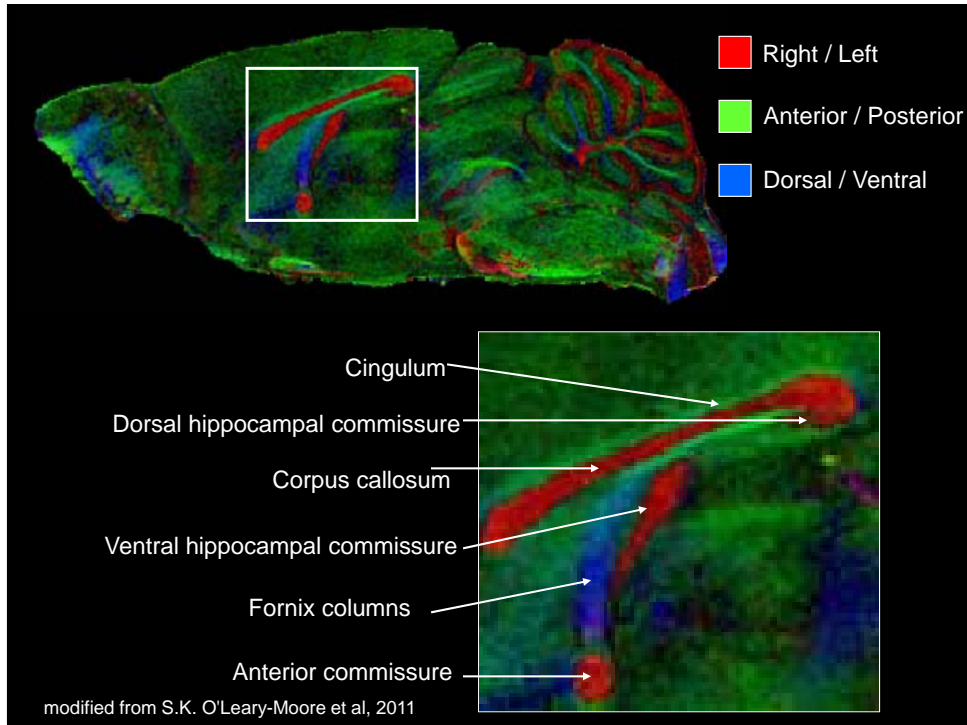 Right / Left
Anterior / Posterior
Dorsal / Ventral
Cingulum
Dorsal hippocampal commissure
Corpus callosum
Ventral hippocampal commissure
Fornix columns
Anterior commissure
modified from S.K. O'Leary-Moore et al, 2011